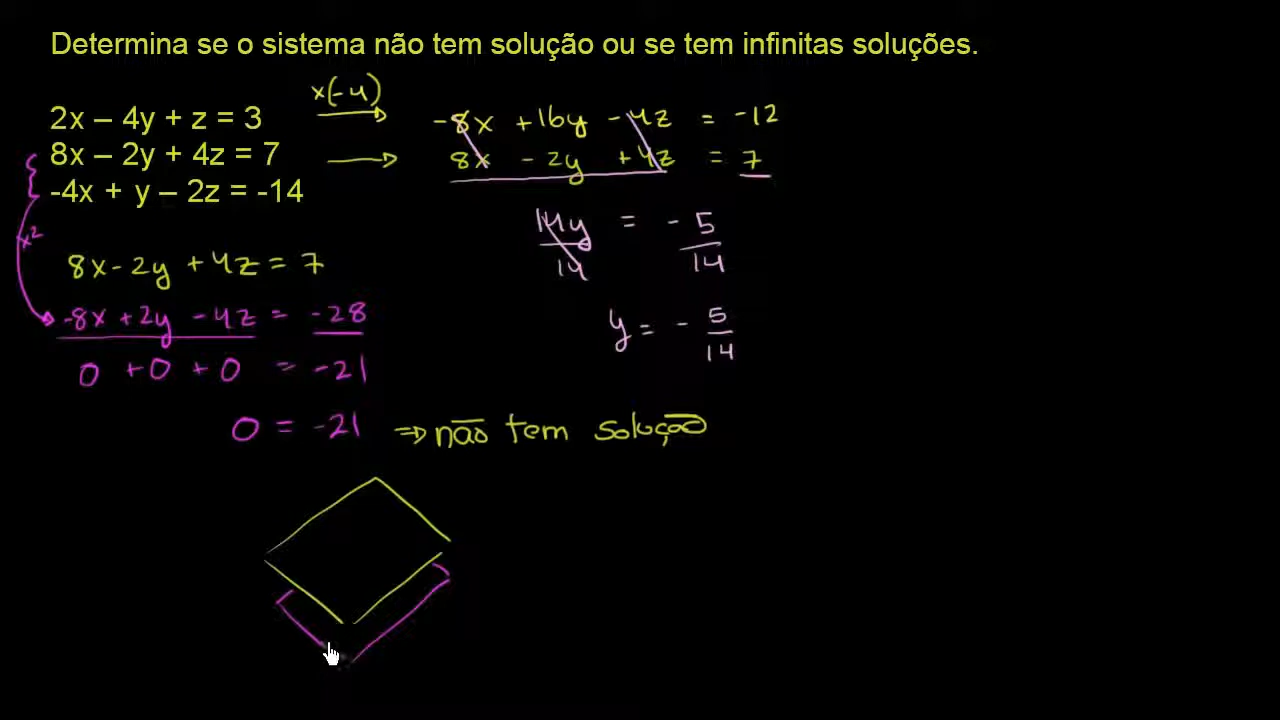 Determina se o sistema não tem solução ou se tem infinitas soluções.
x(-4)
2x – 4y + z = 3
8x – 2y + 4z = 7
-4x + y – 2z = -14
-8x +16y -4z = -12
8x - 2y +4z = 7
14y = - 5
14 14
y = - 5
14
x2
8x-2y+4z=7
-8x+2y -4z = -28
0 +0 +0 = -21
0 = -21 ⇒ não tem solução